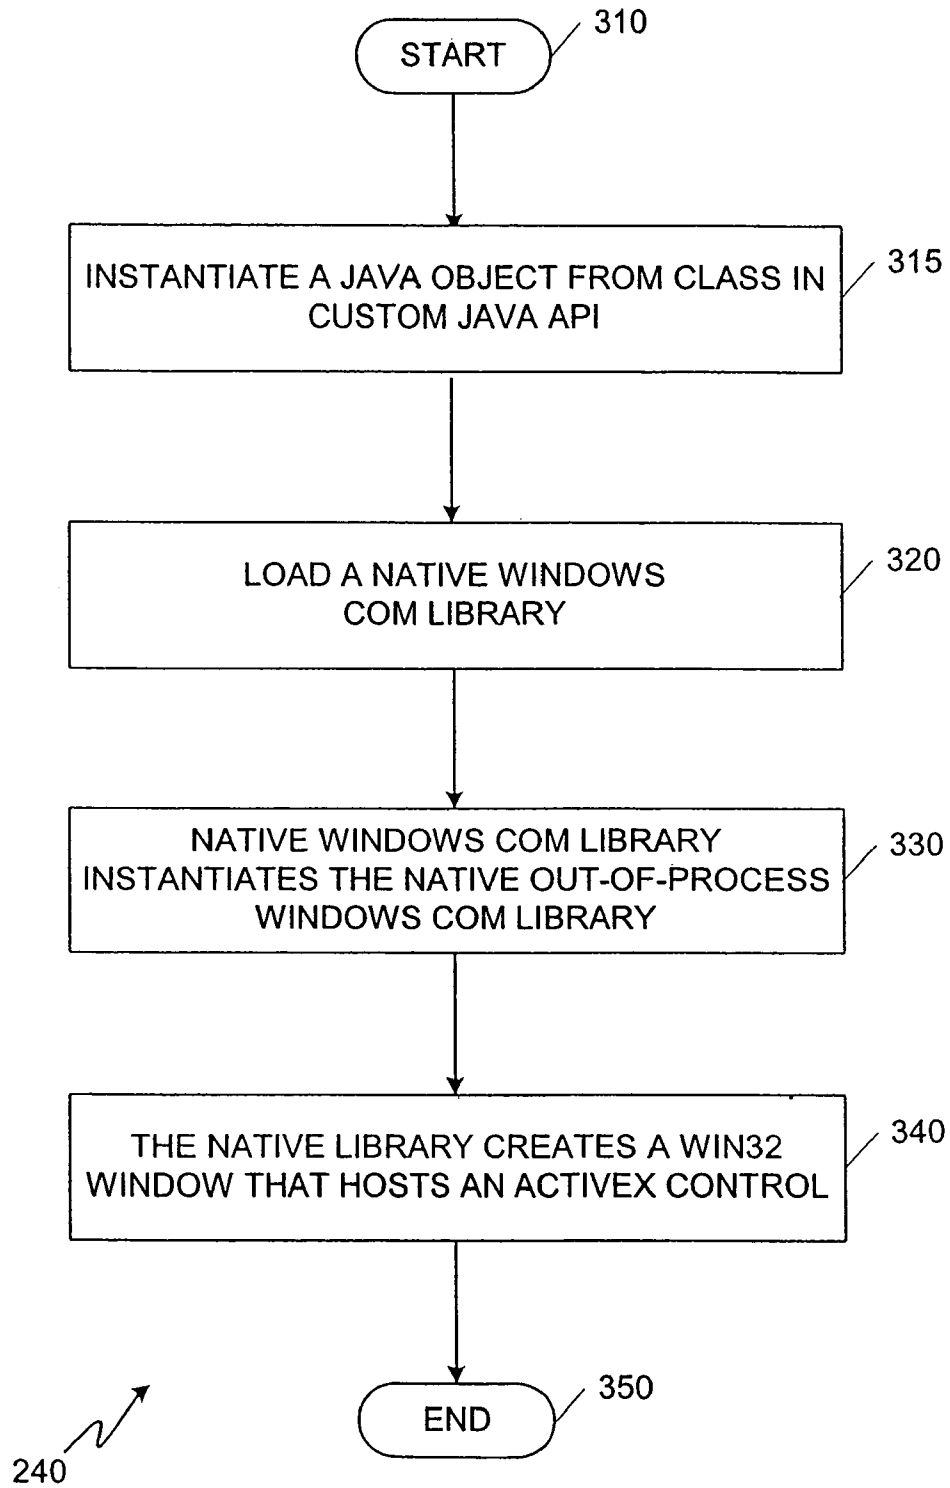 310
START
INSTANTIATE A JAVA OBJECT FROM CLASS IN
CUSTOM JAVA API
315
LOAD A NATIVE WINDOWS
COM LIBRARY
320
NATIVE WINDOWS COM LIBRARY
INSTANTIATES THE NATIVE OUT-OF-PROCESS
WINDOWS COM LIBRARY
330
THE NATIVE LIBRARY CREATES A WIN32
WINDOW THAT HOSTS AN ACTIVEX CONTROL
340
END
350
240